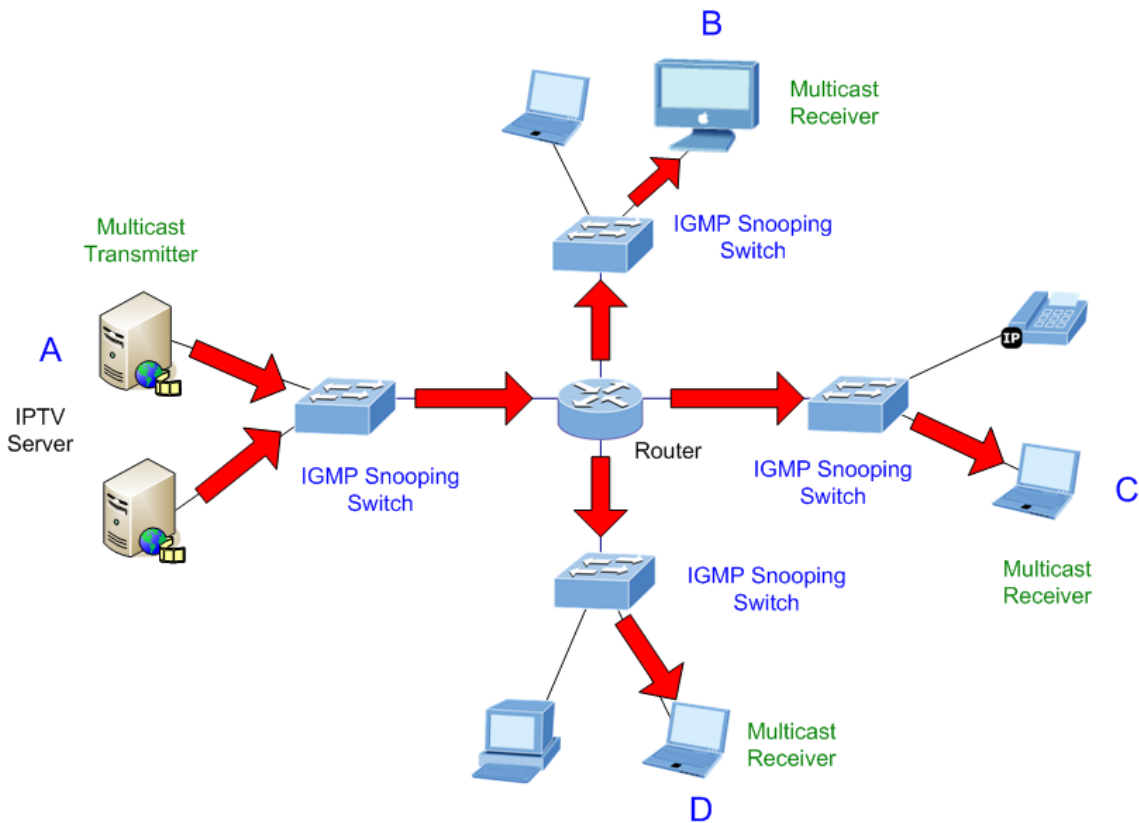 B
Multicast
Receiver
IGMP Snooping
Switch
Multicast
Transmitter
A
IPTV
Server
IGMP Snooping
Switch
Router
IP
IGMP Snooping
Switch
C
Multicast
Receiver
IGMP Snooping
Switch
Multicast
Receiver
D